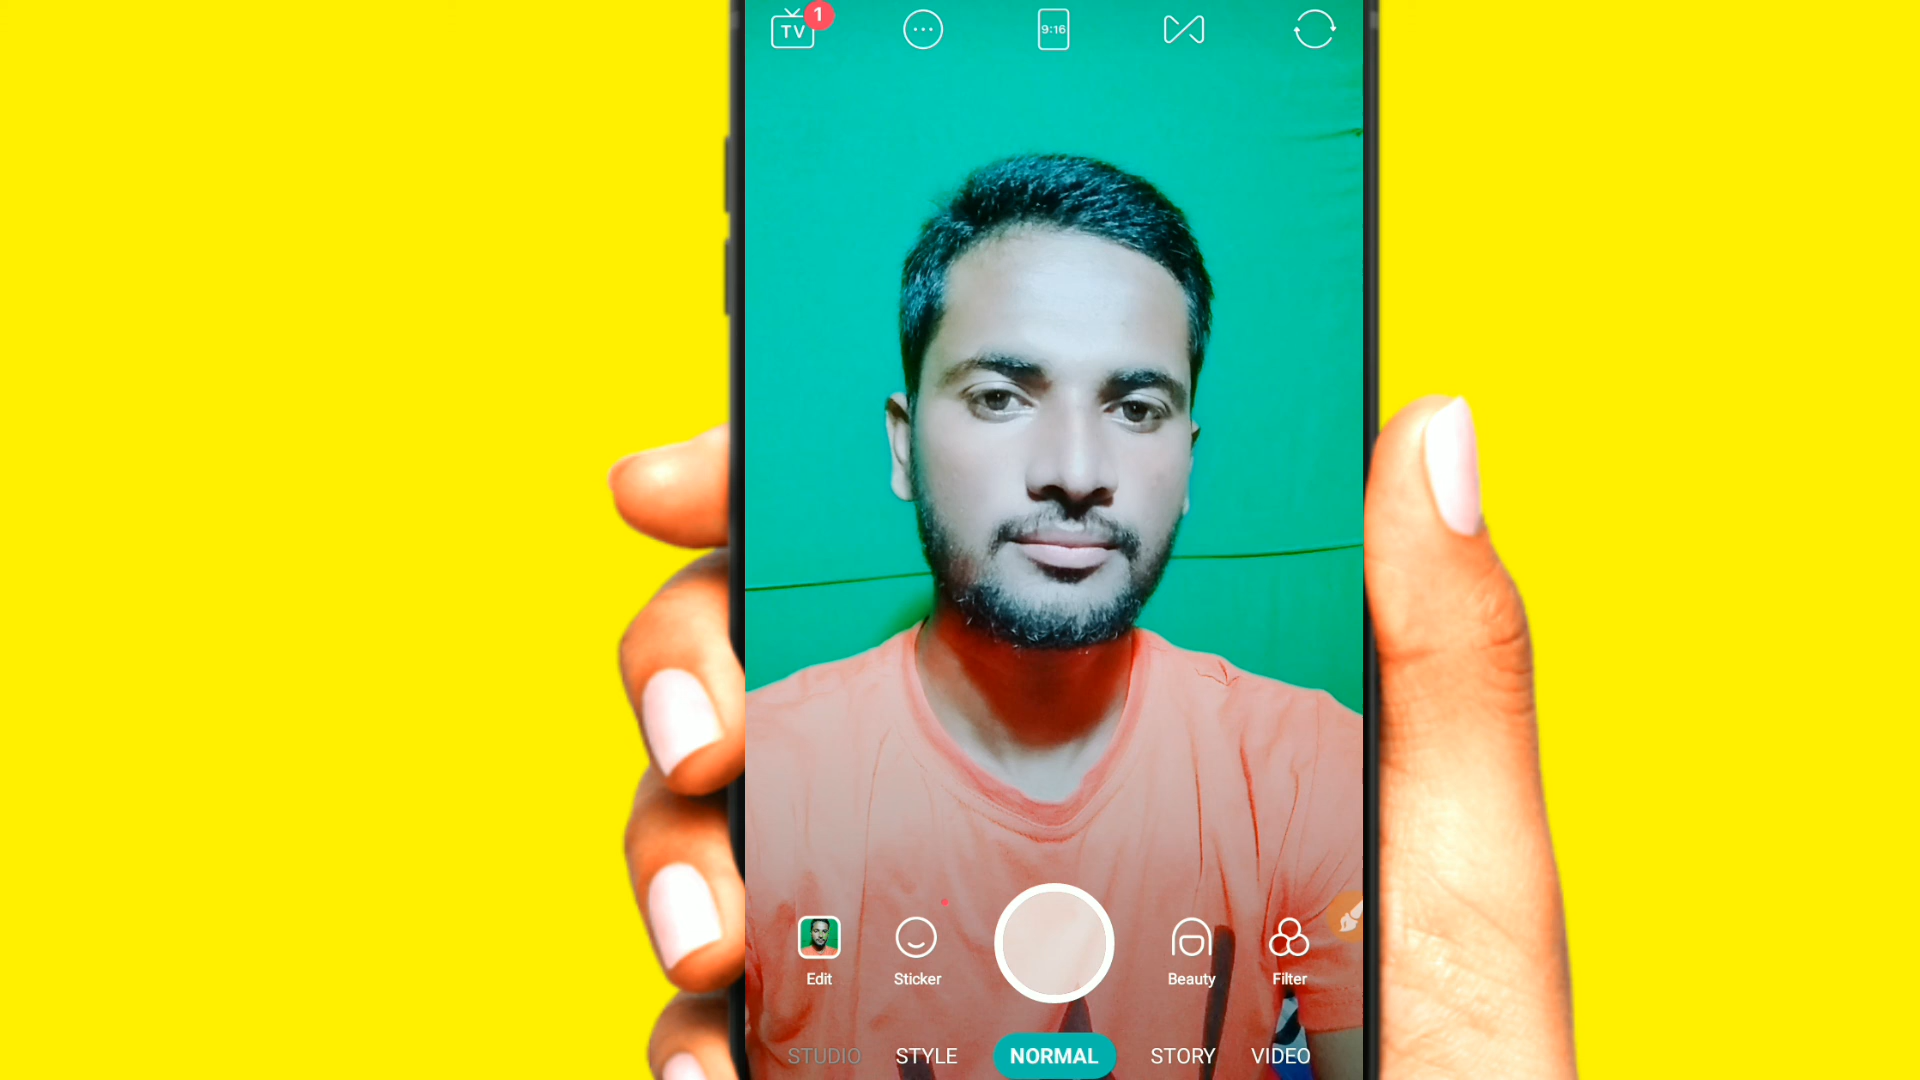 TV 1
9:16
Edit Sticker Beauty Filter
STUDIO STYLE NORMAL STORY VIDEO